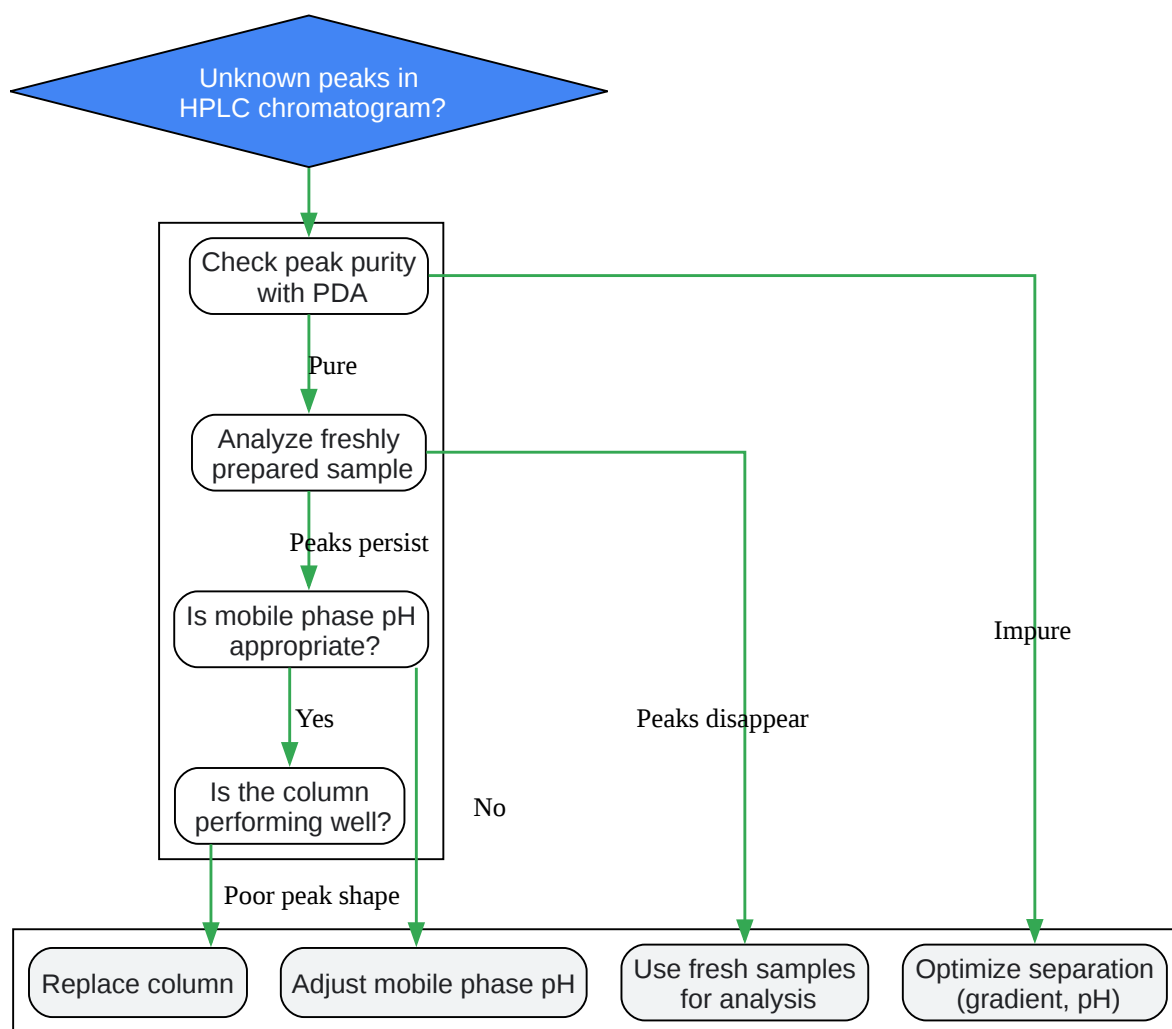 Unknown peaks in
HPLC chromatogram?
Check peak purity
with PDA
Pure
Analyze freshly
prepared sample
Peaks persist
Is mobile phase pH
appropriate?
Impure
Yes
Peaks disappear
Is the column
performing well?
No
Poor peak shape
Replace column
Adjust mobile phase pH
Use fresh samples
for analysis
Optimize separation
(gradient, pH)